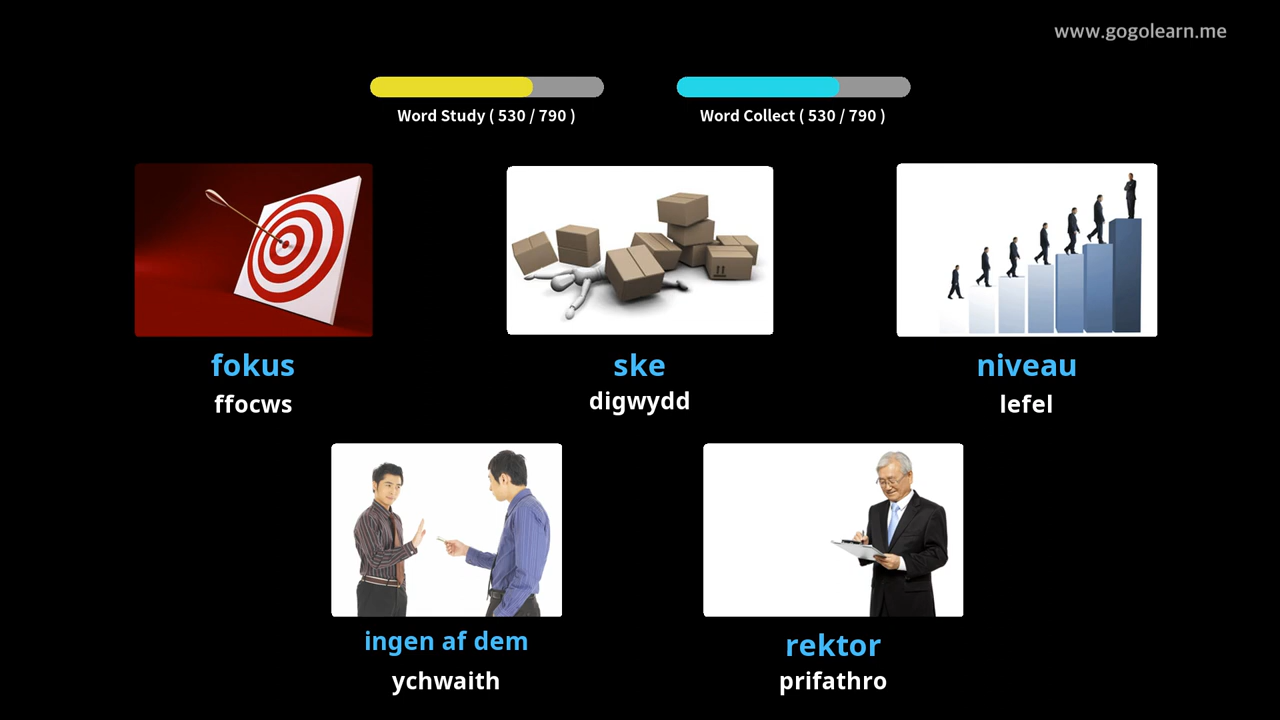 www.gogolearn.me
Word Study ( 530 / 790 )
Word Collect ( 530 / 790 )
fokus
ffocws
ske
digwydd
niveau
lefel
ingen af dem
ychwaith
rektor
prifathro